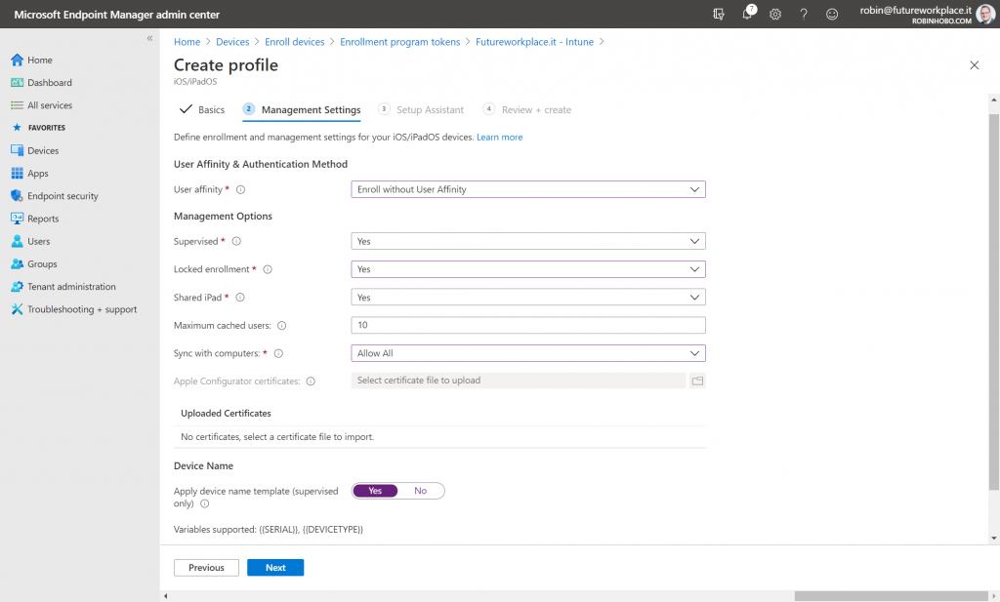 Microsoft Endpoint Manager admin center
7
robin@futureworkplace.it
ROBINHOBO.COM
«
Home > Devices > Enroll devices > Enrollment program tokens > Futureworkplace.it - Intune >
Create profile
iOS/iPadOS
Home
Dashboard
All services
FAVORITES
Devices
Apps
Endpoint security
Reports
Users
Groups
Tenant administration
Troubleshooting + support
Basics
2 Management Settings
3 Setup Assistant
4 Review + create
Define enrollment and management settings for your iOS/iPadOS devices. Learn more
User Affinity & Authentication Method
User affinity * Enroll without User Affinity
Management Options
Supervised * Yes
Locked enrollment * Yes
Shared iPad * Yes
Maximum cached users: 10
Sync with computers: * Allow All
Apple Configurator certificates: Select certificate file to upload
Uploaded Certificates
No certificates, select a certificate file to import.
Device Name
Apply device name template (supervised
only)
Yes No
Variables supported: {{SERIAL}}, {{DEVICETYPE}}
Previous Next